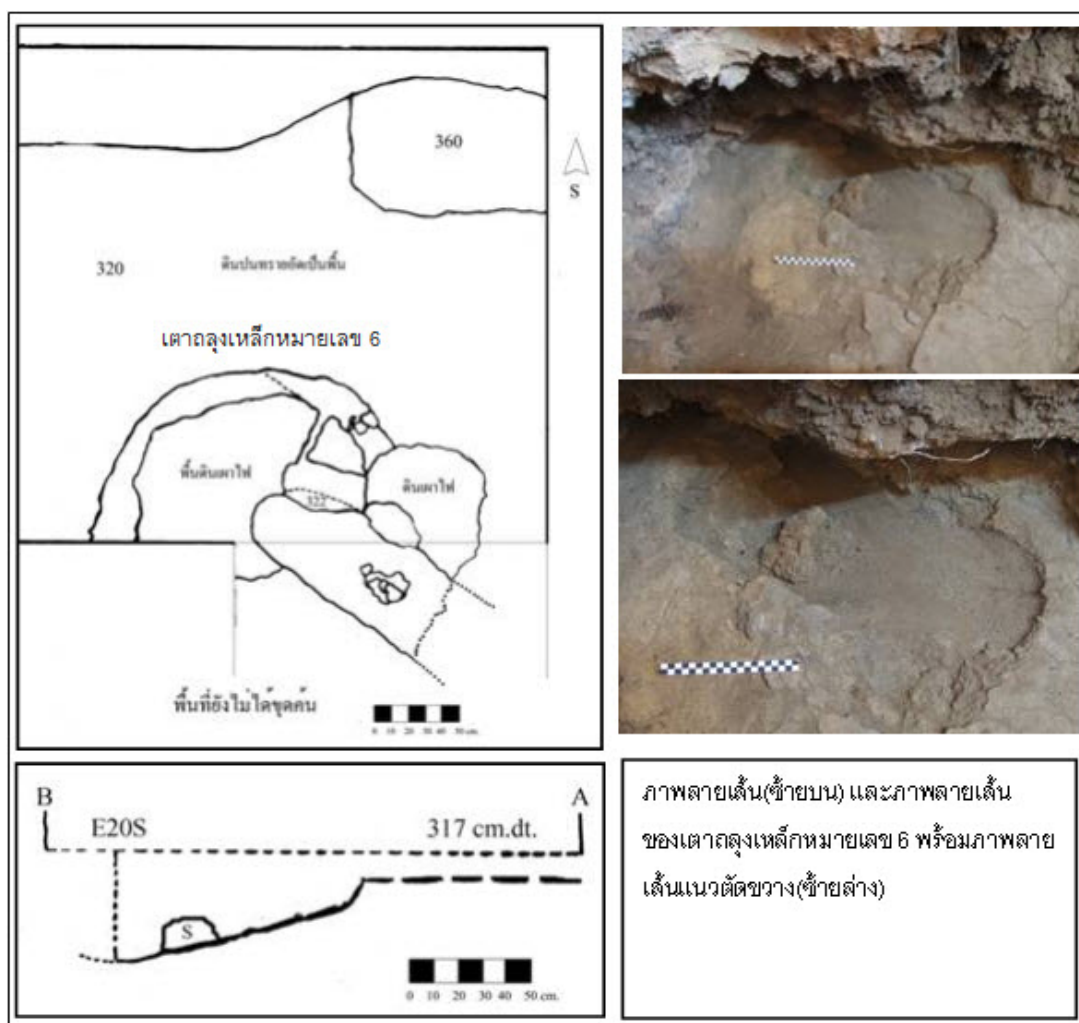 360
S
320
ดินปนทรายอัดเป็นพื้น
เตาถลุงเหล็กหมายเลข 6
พื้นดินเผาไฟ
ดินเผาไฟ
322
พื้นที่ยังไม่ได้ขุดค้น
0 10 20 30 40 50 cm.
B A
E20S 317 cm.dt.
S
0 10 20 30 40 50 cm.
ภาพลายเส้น(ซ้ายบน) และภาพลายเส้น
ของเตาถลุงเหล็กหมายเลข 6 พร้อมภาพลาย
เส้นแนวตัดขวาง(ซ้ายล่าง)